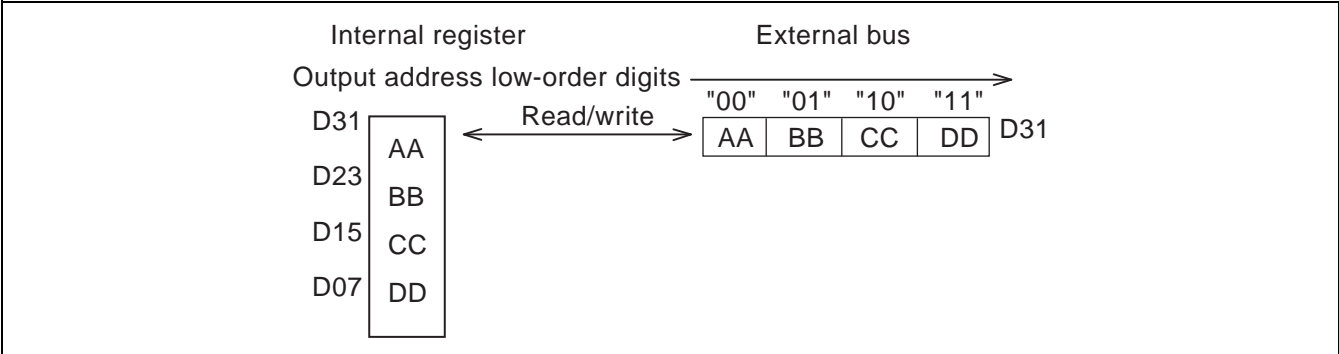 Internal register External bus
Output address low-order digits
"00" "01" "10" "11"
D31 Read/write AA BB CC DD D31
AA
D23
BB
D15
CC
D07 DD